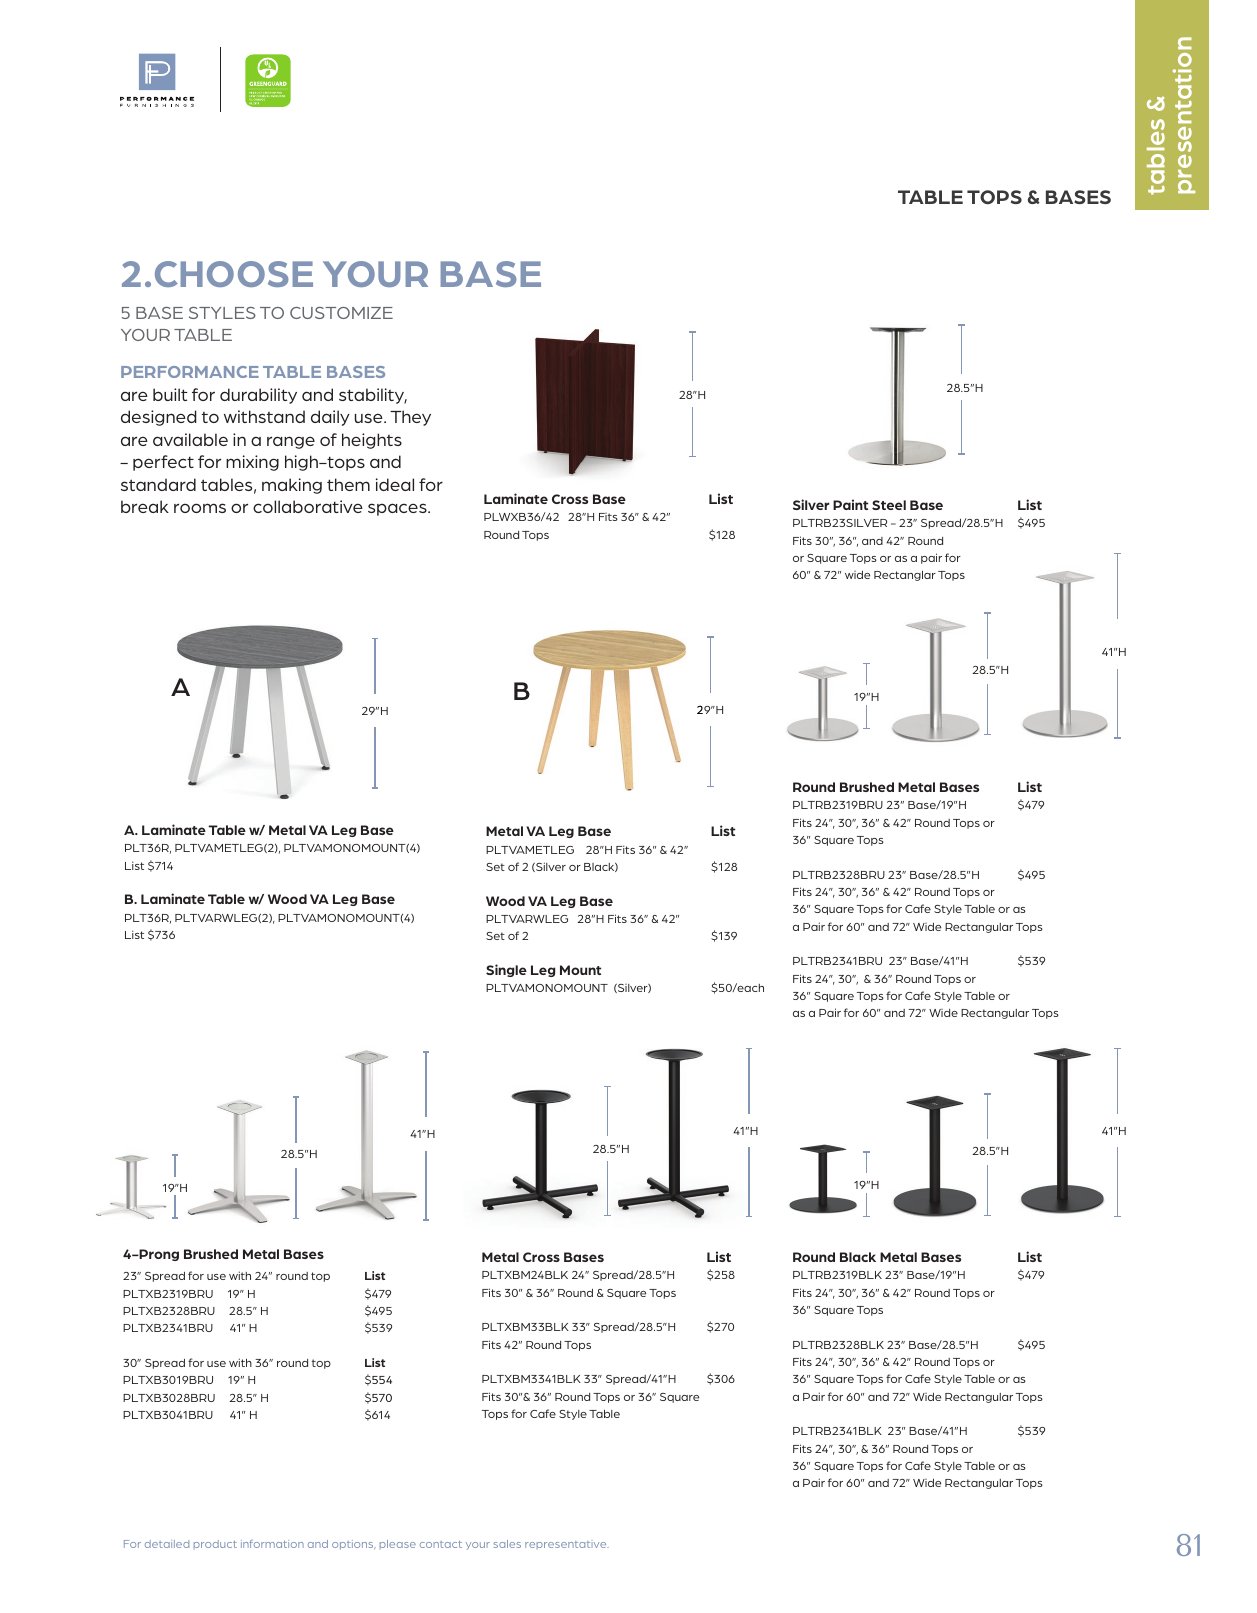 tables &
presentation
PERFORMANCE
FURNISHINGS
GREENGUARD
TABLE TOPS & BASES
2.CHOOSE YOUR BASE
5 BASE STYLES TO CUSTOMIZE
YOUR TABLE
PERFORMANCE TABLE BASES
are built for durability and stability,
designed to withstand daily use. They
are available in a range of heights
- perfect for mixing high-tops and
standard tables, making them ideal for
break rooms or collaborative spaces.
28"H
Laminate Cross Base List
PLWXB36/42 28"H Fits 36" & 42"
Round Tops $128
28.5"H
Silver Paint Steel Base List
PLTRB23SILVER - 23" Spread/28.5"H $495
Fits 30", 36", and 42" Round
or Square Tops or as a pair for
60" & 72" wide Rectanglar Tops
A
29"H
B
29"H
19"H
28.5"H
41"H
A. Laminate Table w/ Metal VA Leg Base
PLT36R, PLTVAMETLEG(2), PLTVAMONOMOUNT(4)
List $714
B. Laminate Table w/ Wood VA Leg Base
PLT36R, PLTVARWLEG(2), PLTVAMONOMOUNT(4)
List $736
Metal VA Leg Base List
PLTVAMETLEG 28"H Fits 36" & 42"
Set of 2 (Silver or Black) $128
Wood VA Leg Base
PLTVARWLEG 28"H Fits 36" & 42"
Set of 2 $139
Single Leg Mount
PLTVAMONOMOUNT (Silver) $50/each
Round Brushed Metal Bases List
PLTRB2319BRU 23" Base/19"H $479
Fits 24", 30", 36" & 42" Round Tops or
36" Square Tops
PLTRB2328BRU 23" Base/28.5"H $495
Fits 24", 30", 36" & 42" Round Tops or
36" Square Tops for Cafe Style Table or as
a Pair for 60" and 72" Wide Rectangular Tops
PLTRB2341BRU 23" Base/41"H $539
Fits 24", 30", & 36" Round Tops or
36" Square Tops for Cafe Style Table or
as a Pair for 60" and 72" Wide Rectangular Tops
19"H
28.5"H
41"H
28.5"H
41"H
19"H
28.5"H
41"H
4-Prong Brushed Metal Bases
23" Spread for use with 24" round top List
PLTXB2319BRU 19" H $479
PLTXB2328BRU 28.5" H $495
PLTXB2341BRU 41" H $539
30" Spread for use with 36" round top List
PLTXB3019BRU 19" H $554
PLTXB3028BRU 28.5" H $570
PLTXB3041BRU 41" H $614
Metal Cross Bases List
PLTXBM24BLK 24" Spread/28.5"H $258
Fits 30" & 36" Round & Square Tops
PLTXBM33BLK 33" Spread/28.5"H $270
Fits 42" Round Tops
PLTXBM3341BLK 33" Spread/41"H $306
Fits 30"& 36" Round Tops or 36" Square
Tops for Cafe Style Table
Round Black Metal Bases List
PLTRB2319BLK 23" Base/19"H $479
Fits 24", 30", 36" & 42" Round Tops or
36" Square Tops
PLTRB2328BLK 23" Base/28.5"H $495
Fits 24", 30", 36" & 42" Round Tops or
36" Square Tops for Cafe Style Table or as
a Pair for 60" and 72" Wide Rectangular Tops
PLTRB2341BLK 23" Base/41"H $539
Fits 24", 30", & 36" Round Tops or
36" Square Tops for Cafe Style Table or as
a Pair for 60" and 72" Wide Rectangular Tops
For detailed product information and options, please contact your sales representative.
81